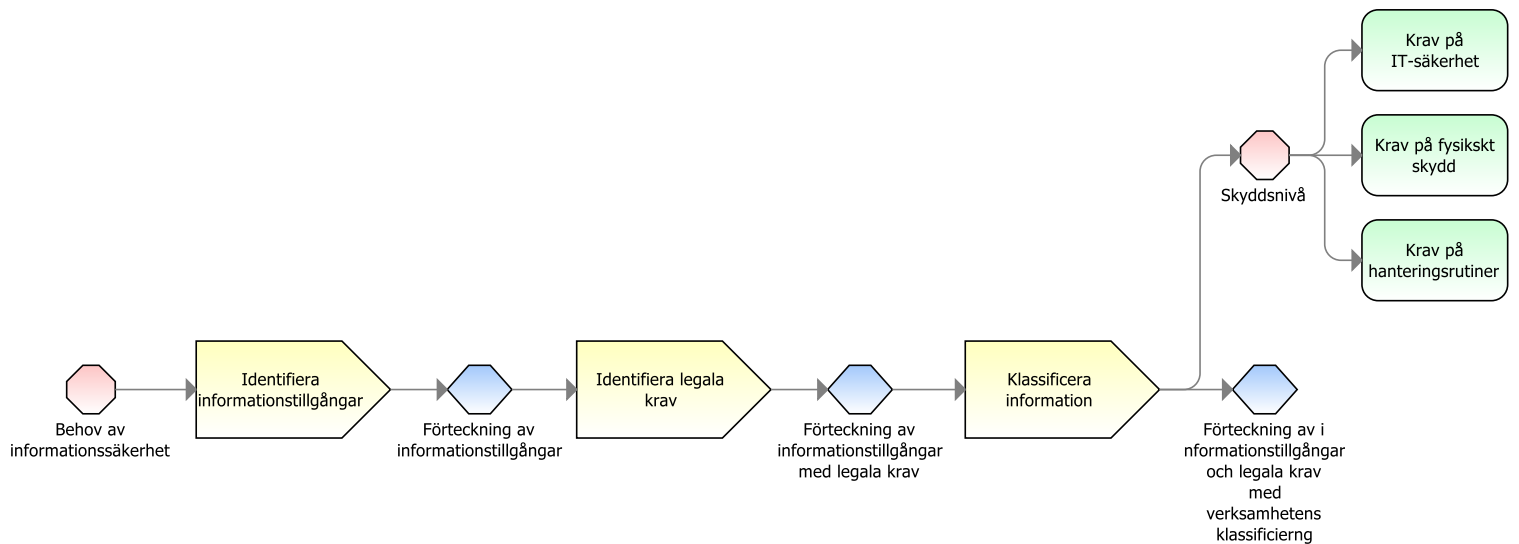 Krav på
IT-säkerhet
Krav på fysikskt
skydd
Skyddsnivå
Krav på
hanteringsrutiner
Identifiera
informationstillgångar
Identifiera legala
krav
Klassificera
information
Behov av
informationssäkerhet
Förteckning av
informationstillgångar
Förteckning av
informationstillgångar
med legala krav
Förteckning av i
nformationstillgångar
och legala krav
med
verksamhetens
klassificierng